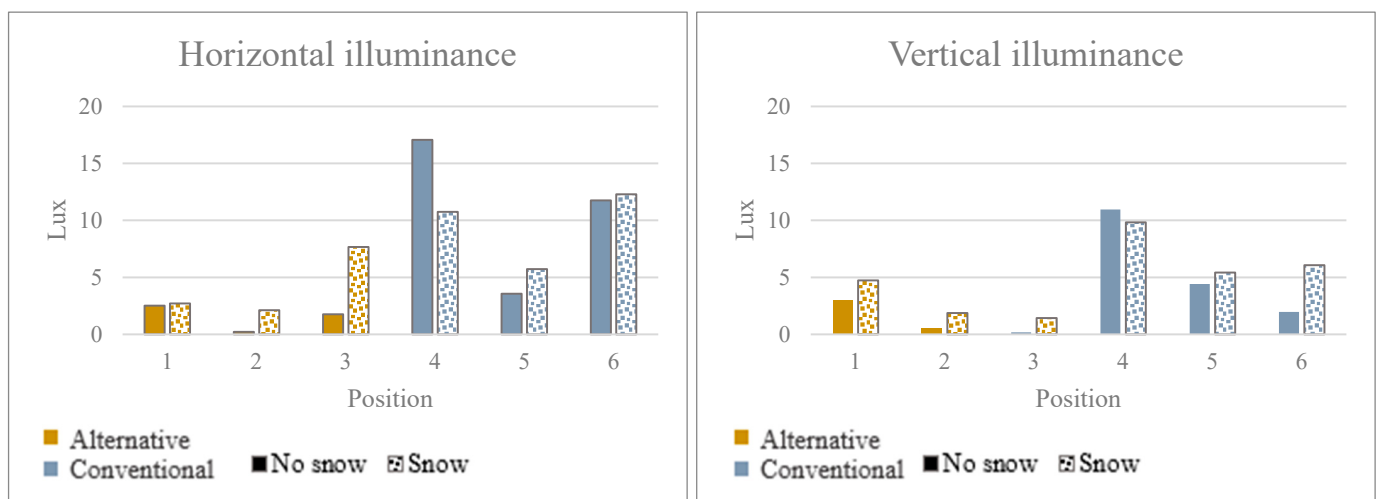 Horizontal illuminance
20
15
10
5
0
Lux
1 2 3 4 5 6
Position
Alternative
Conventional
No snow Snow
Vertical illuminance
20
15
10
5
0
Lux
1 2 3 4 5 6
Position
Alternative
Conventional
No snow Snow